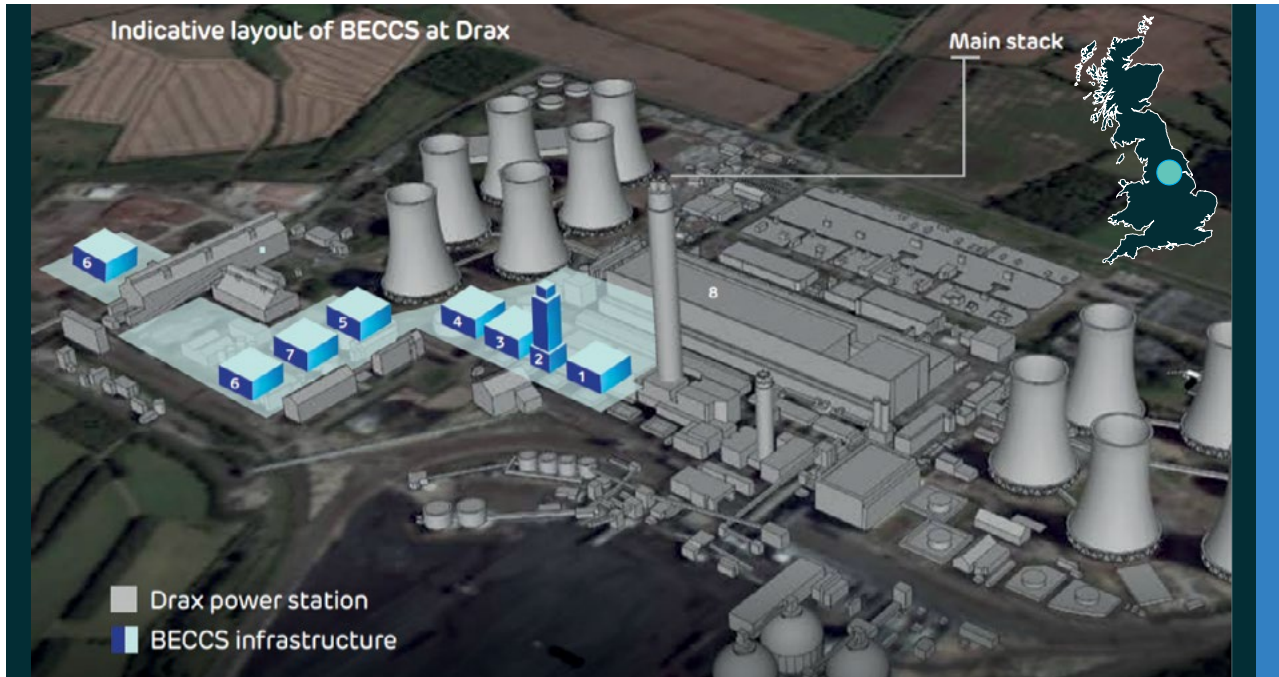 Indicative layout of BECCS at Drax
Main stack
6
8
5
4
3
7
2
6
1
Drax power station
BECCS infrastructure